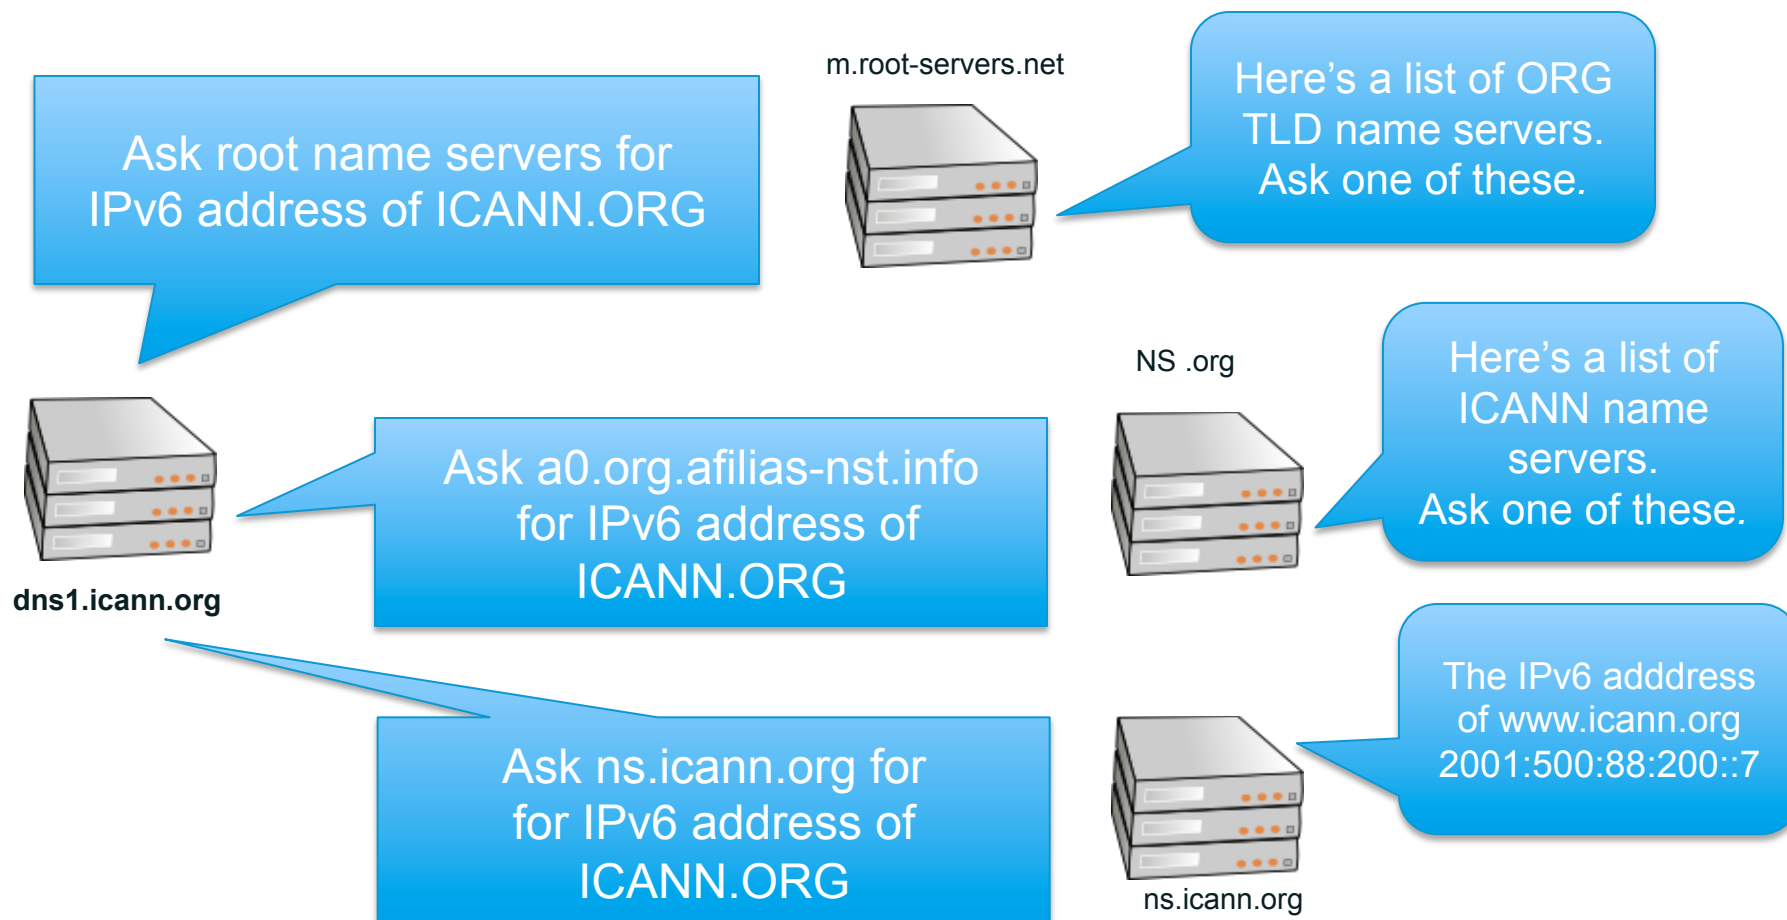 m.root-servers.net
Ask root name servers for
IPv6 address of ICANN.ORG
Here’s a list of ORG
TLD name servers.
Ask one of these.
NS .org
Here’s a list of
ICANN name
servers.
Ask one of these.
Ask a0.org.afilias-nst.info
for IPv6 address of
ICANN.ORG
dns1.icann.org
Ask ns.icann.org for
for IPv6 address of
ICANN.ORG
The IPv6 adddress
of www.icann.org
2001:500:88:200::7
ns.icann.org